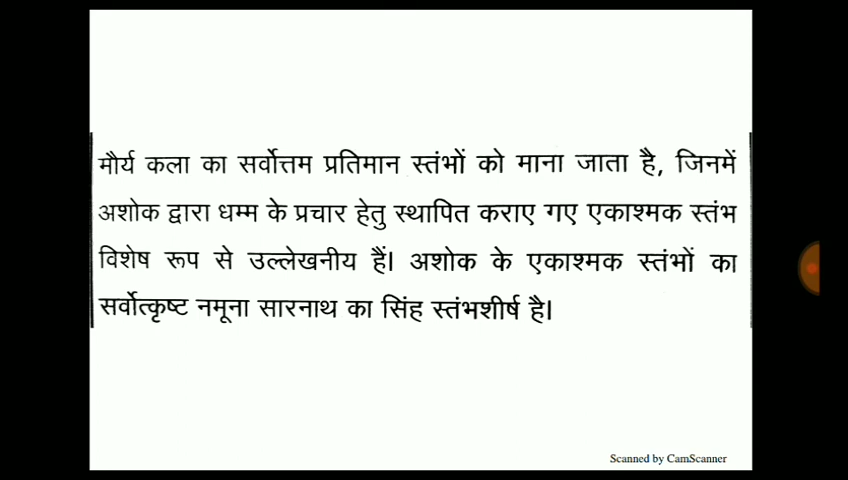 मौर्य कला का सर्वोत्तम प्रतिमान स्तंभों को माना जाता है, जिनमें
अशोक द्वारा धम्म के प्रचार हेतु स्थापित कराए गए एकाश्मक स्तंभ
विशेष रूप से उल्लेखनीय हैं। अशोक के एकाश्मक स्तंभों का
सर्वोत्कृष्ट नमूना सारनाथ का सिंह स्तंभशीर्ष है।
Scanned by CamScanner